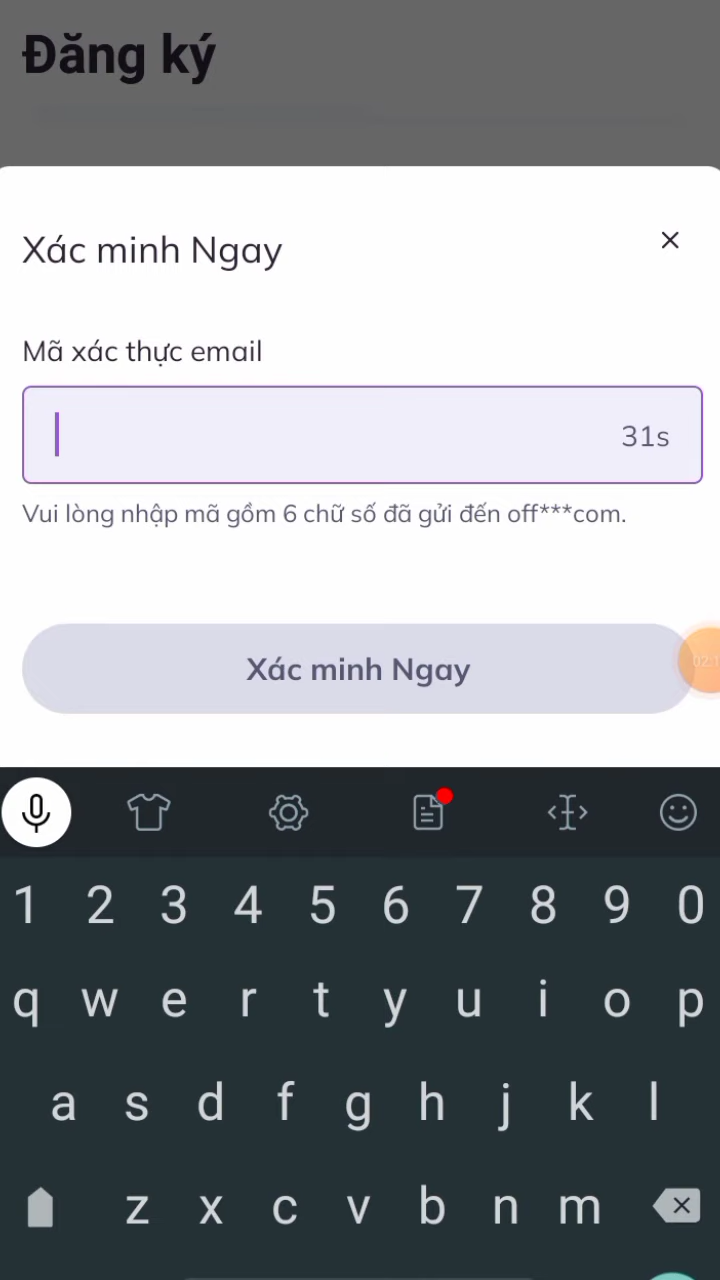 Đăng ký
Xác minh Ngay
Mã xác thực email
31s
Vui lòng nhập mã gồm 6 chữ số đã gửi đến off***com.
Xác minh Ngay
1 2 3 4 5 6 7 8 9 0
q w e r t y u i o p
a s d f g h j k l
z x c v b n m